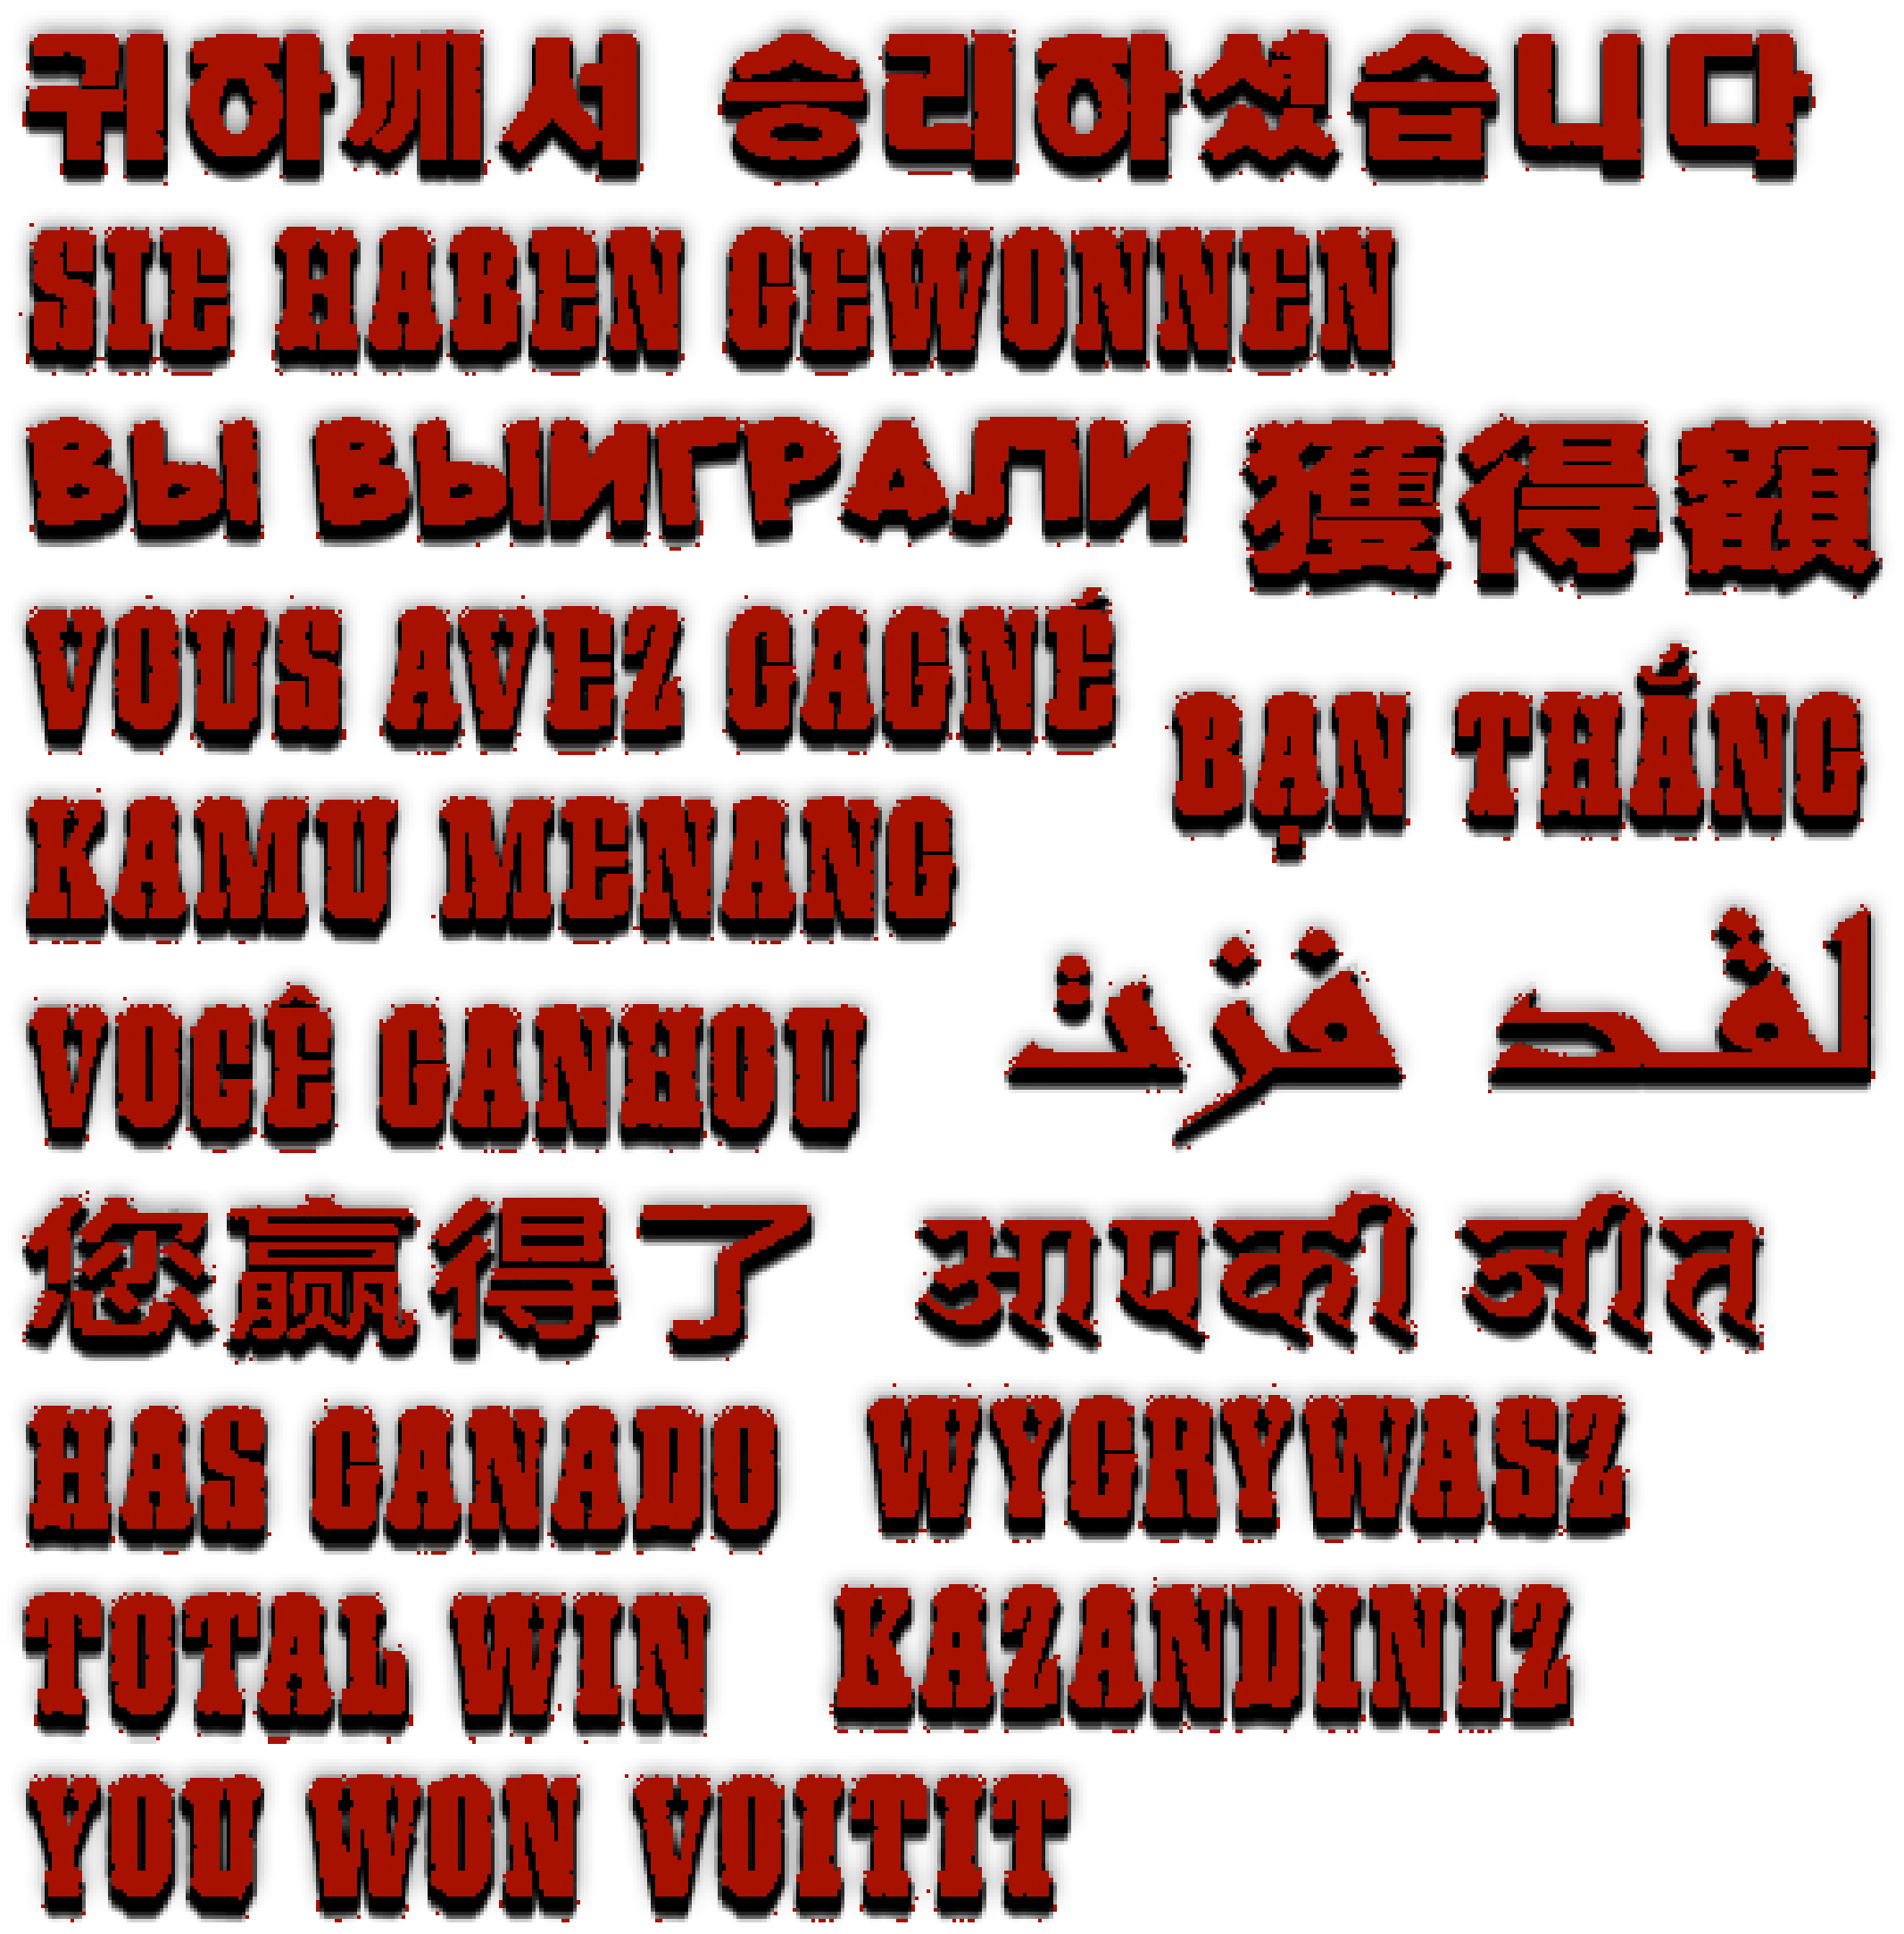 귀하께서 승리하셨습니다
SIE HABEN GEWONNEN
ВЫ ВЫИГРАЛИ
獲得額
VOUS AVEZ GAGNÉ
BẠN THẮNG
KAMU MENANG
لقد فزت
VOCÊ GANHOU
您赢得了
आपकी जीत
HAS GANADO
WYGRYWASZ
TOTAL WIN
KAZANDINIZ
YOU WON
VOITIT